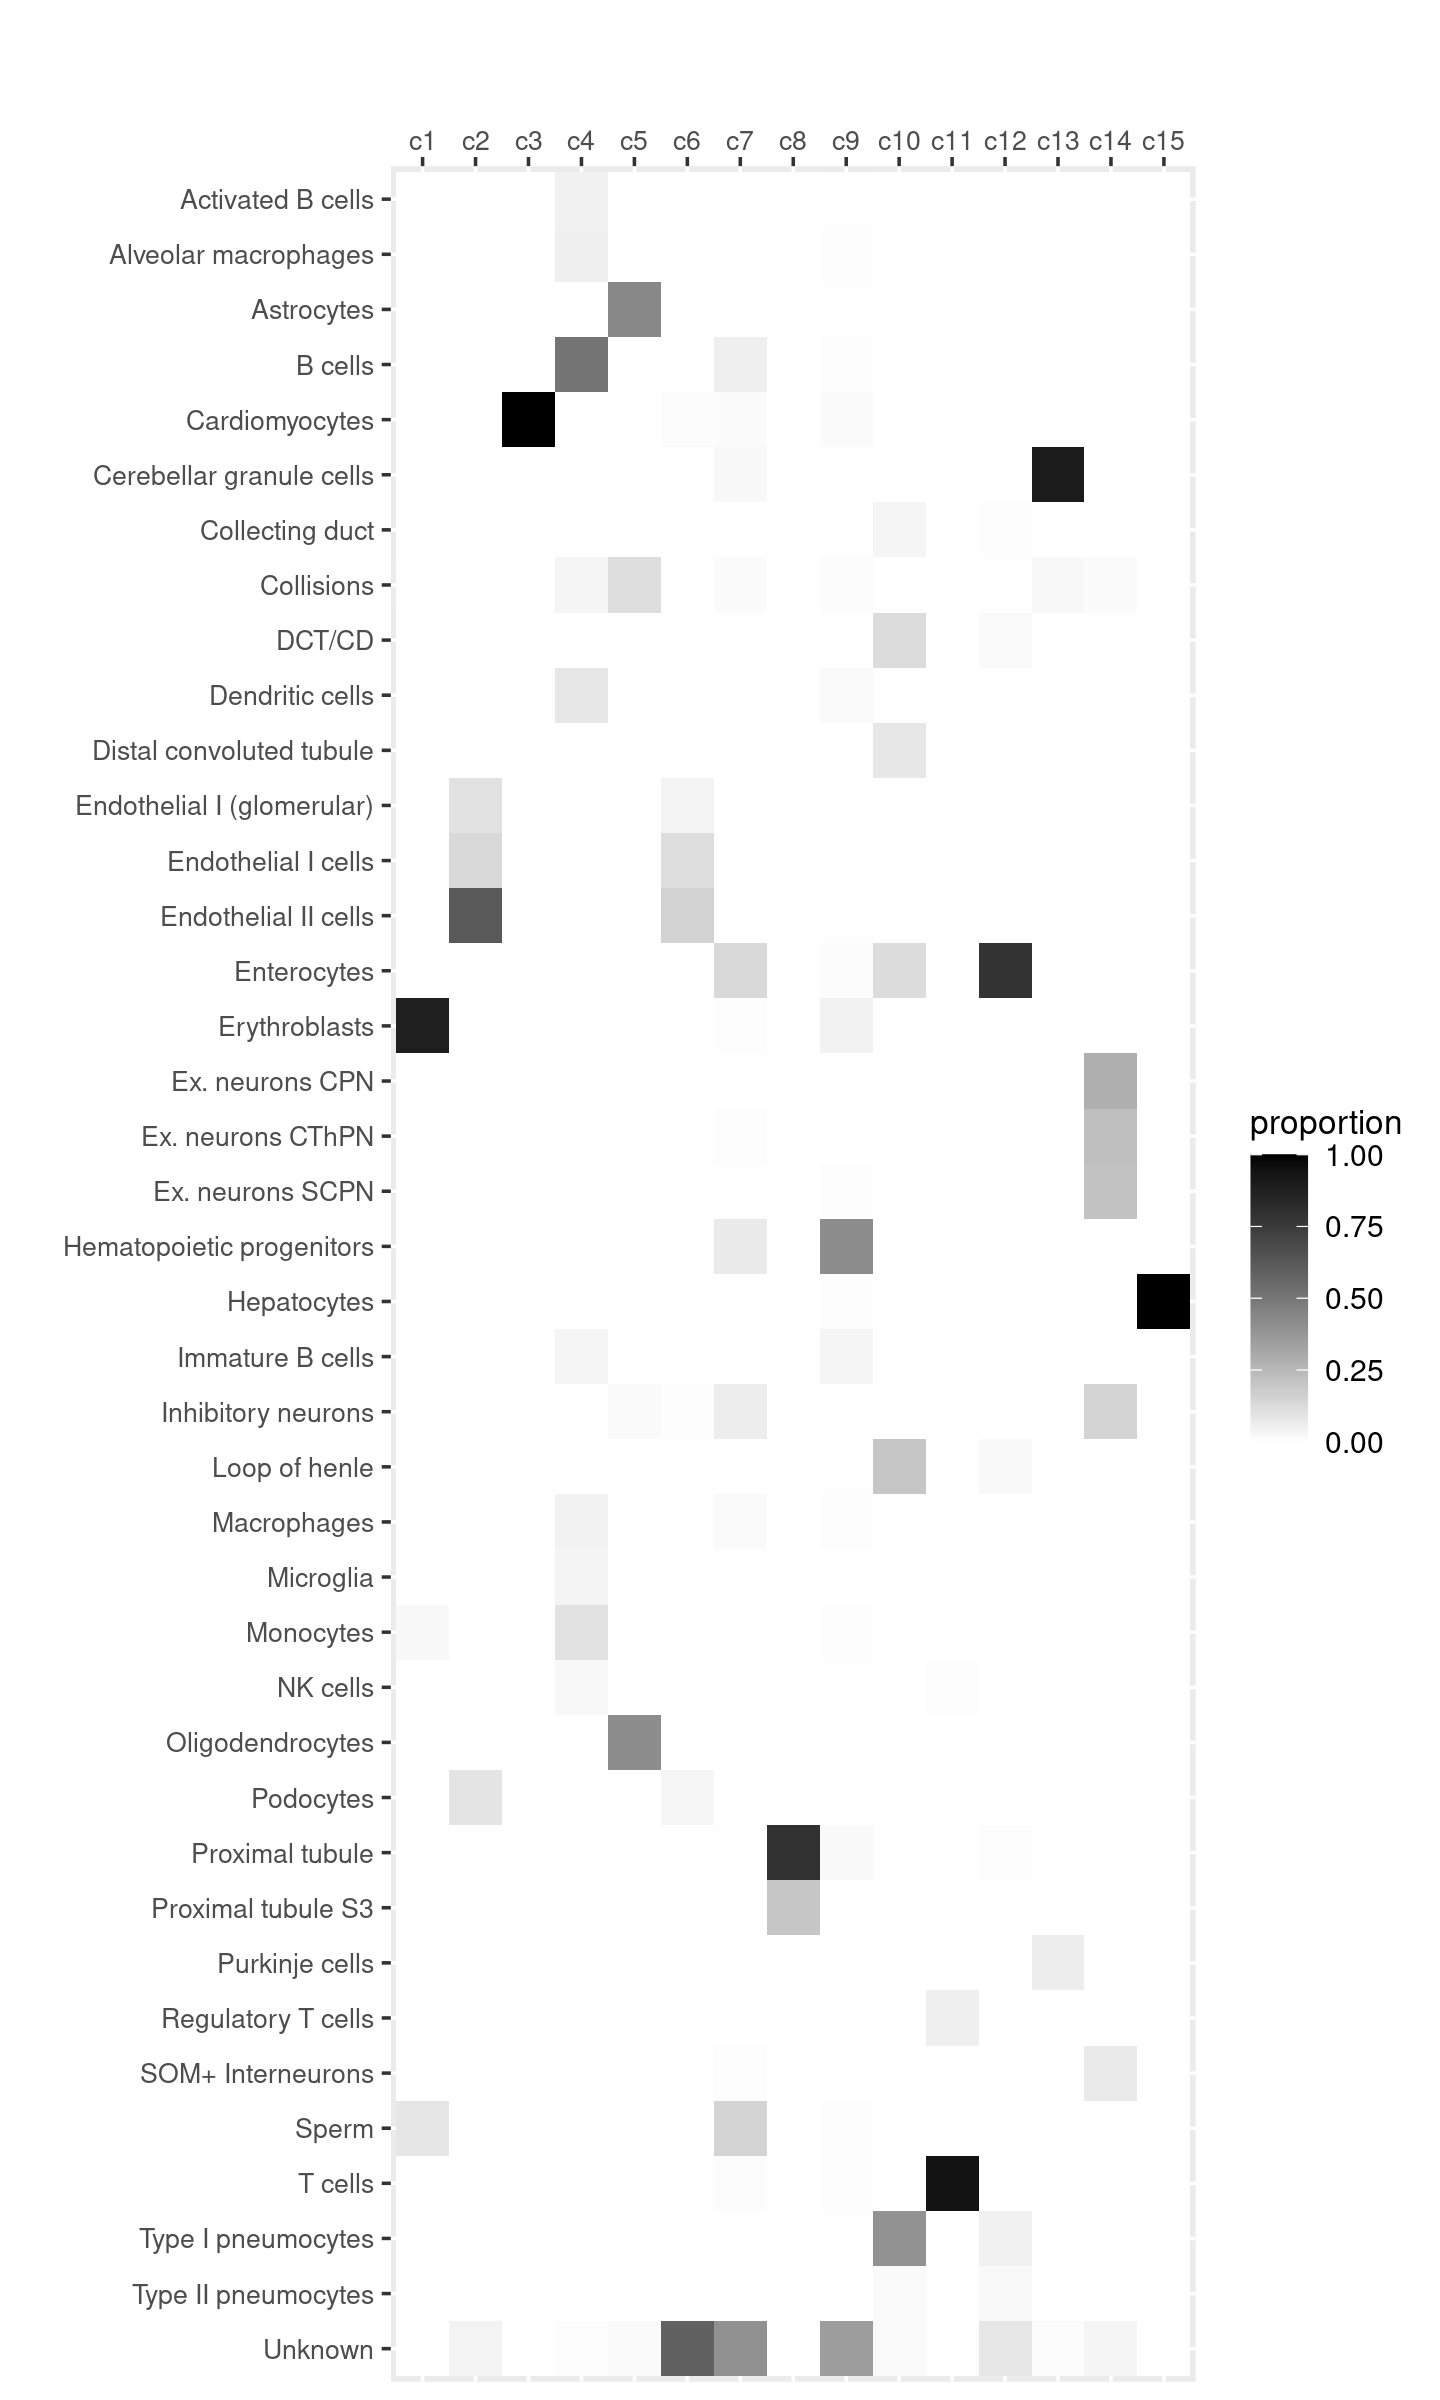 c1 c2 c3 c4 c5 c6 c7 c8 c9 c10 c11 c12 c13 c14 c15
Activated B cells
Alveolar macrophages
Astrocytes
B cells
Cardiomyocytes
Cerebellar granule cells
Collecting duct
Collisions
DCT/CD
Dendritic cells
Distal convoluted tubule
Endothelial I (glomerular)
Endothelial I cells
Endothelial II cells
Enterocytes
Erythroblasts
Ex. neurons CPN
Ex. neurons CThPN
Ex. neurons SCPN
Hematopoietic progenitors
Hepatocytes
Immature B cells
Inhibitory neurons
Loop of henle
Macrophages
Microglia
Monocytes
NK cells
Oligodendrocytes
Podocytes
Proximal tubule
Proximal tubule S3
Purkinje cells
Regulatory T cells
SOM+ Interneurons
Sperm
T cells
Type I pneumocytes
Type II pneumocytes
Unknown
proportion
1.00
0.75
0.50
0.25
0.00